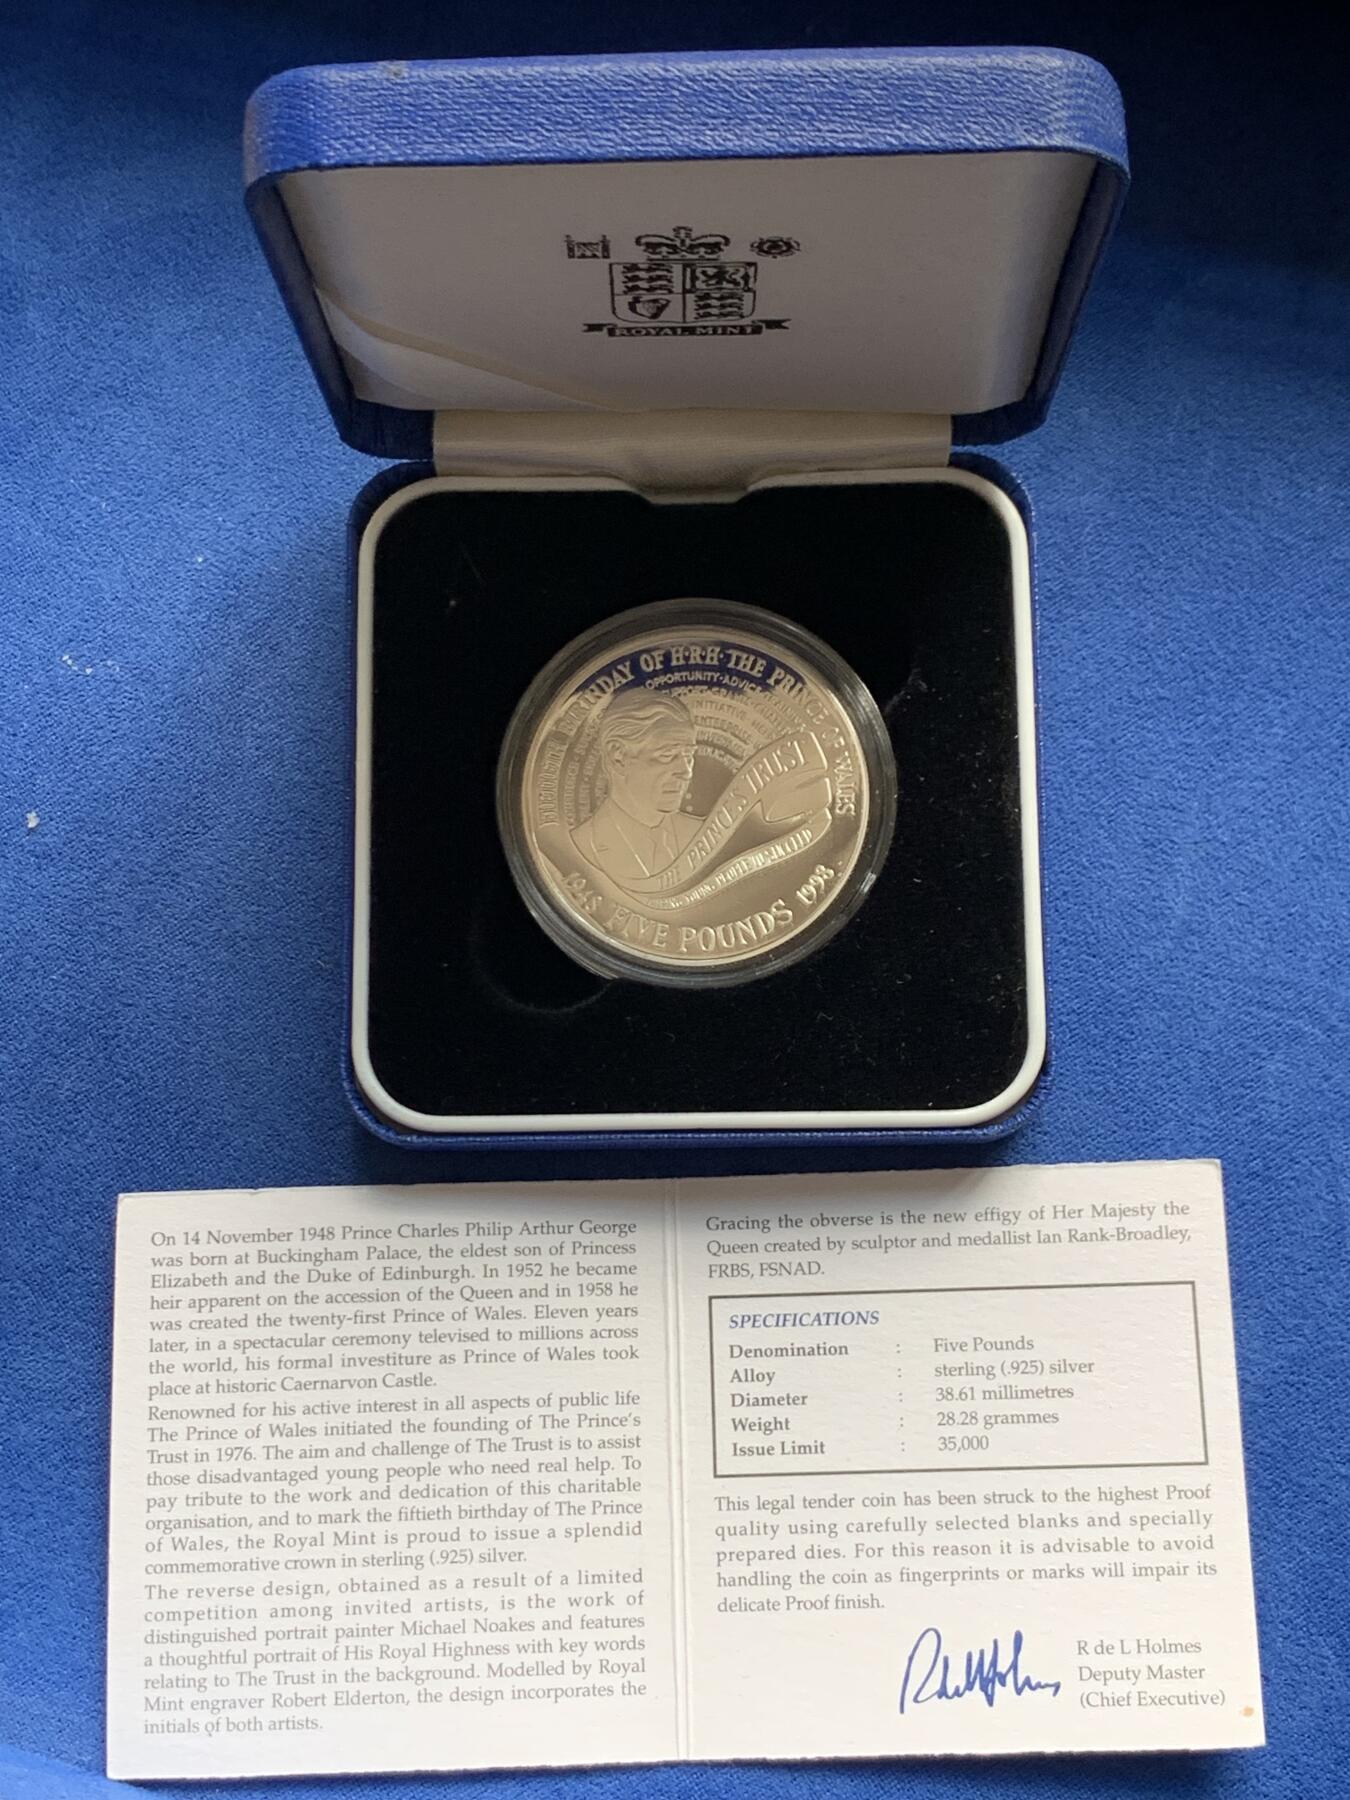 ROYAL MINT
FIFTIETH BIRTHDAY OF H·R·H·THE PRINCE OF WALES
OPPORTUNITY·ADVICE
SUPPORT·GRANT
INITIATIVE
ENTERPRISE
THE PRINCE'S TRUST
YOUNG PEOPLE TO SUCCEED
1948 FIVE POUNDS 1998
On 14 November 1948 Prince Charles Philip Arthur George
was born at Buckingham Palace, the eldest son of Princess
Elizabeth and the Duke of Edinburgh. In 1952 he became
heir apparent on the accession of the Queen and in 1958 he
was created the twenty-first Prince of Wales. Eleven years
later, in a spectacular ceremony televised to millions across
the world, his formal investiture as Prince of Wales took
place at historic Caernarvon Castle.
Renowned for his active interest in all aspects of public life
The Prince of Wales initiated the founding of The Prince's
Trust in 1976. The aim and challenge of The Trust is to assist
those disadvantaged young people who need real help. To
pay tribute to the work and dedication of this charitable
organisation, and to mark the fiftieth birthday of The Prince
of Wales, the Royal Mint is proud to issue a splendid
commemorative crown in sterling (.925) silver.
The reverse design, obtained as a result of a limited
competition among invited artists, is the work of
distinguished portrait painter Michael Noakes and features
a thoughtful portrait of His Royal Highness with key words
relating to The Trust in the background. Modelled by Royal
Mint engraver Robert Elderton, the design incorporates the
initials of both artists.
Gracing the obverse is the new effigy of Her Majesty the
Queen created by sculptor and medallist Ian Rank-Broadley,
FRBS, FSNAD.
SPECIFICATIONS
Denomination : Five Pounds
Alloy : sterling (.925) silver
Diameter : 38.61 millimetres
Weight : 28.28 grammes
Issue Limit : 35,000
This legal tender coin has been struck to the highest Proof
quality using carefully selected blanks and specially
prepared dies. For this reason it is advisable to avoid
handling the coin as fingerprints or marks will impair its
delicate Proof finish.
R de L Holmes
Deputy Master
(Chief Executive)